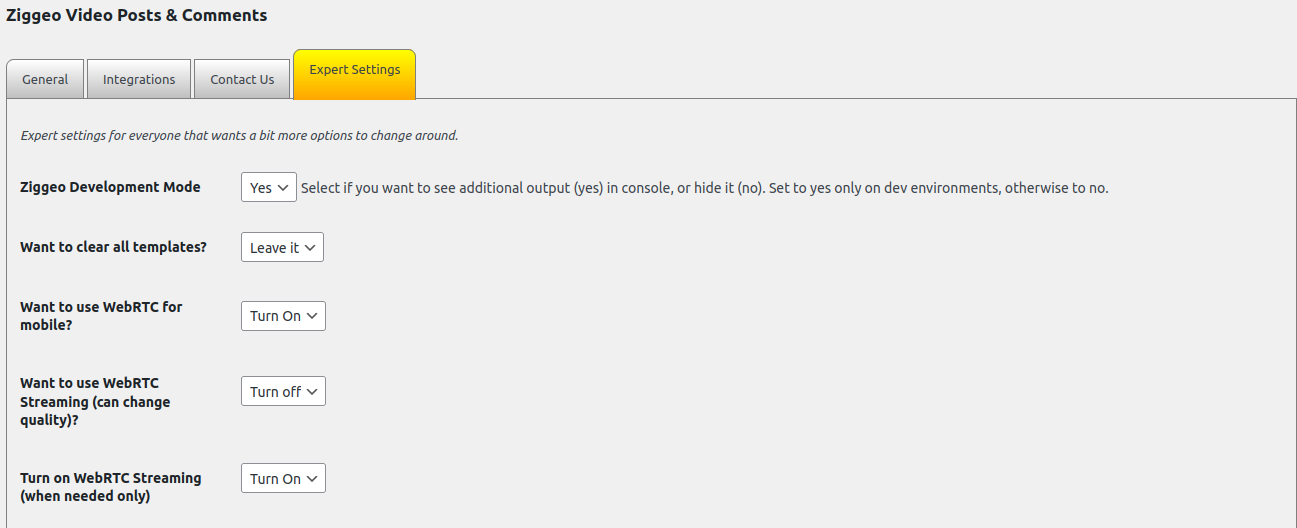 Ziggeo Video Posts & Comments
General
Integrations
Contact Us
Expert Settings
Expert settings for everyone that wants a bit more options to change around.
Ziggeo Development Mode
Yes
Select if you want to see additional output (yes) in console, or hide it (no). Set to yes only on dev environments, otherwise to no.
Want to clear all templates?
Leave it
Want to use WebRTC for
mobile?
Turn On
Want to use WebRTC
Streaming (can change
quality)?
Turn off
Turn on WebRTC Streaming
(when needed only)
Turn On